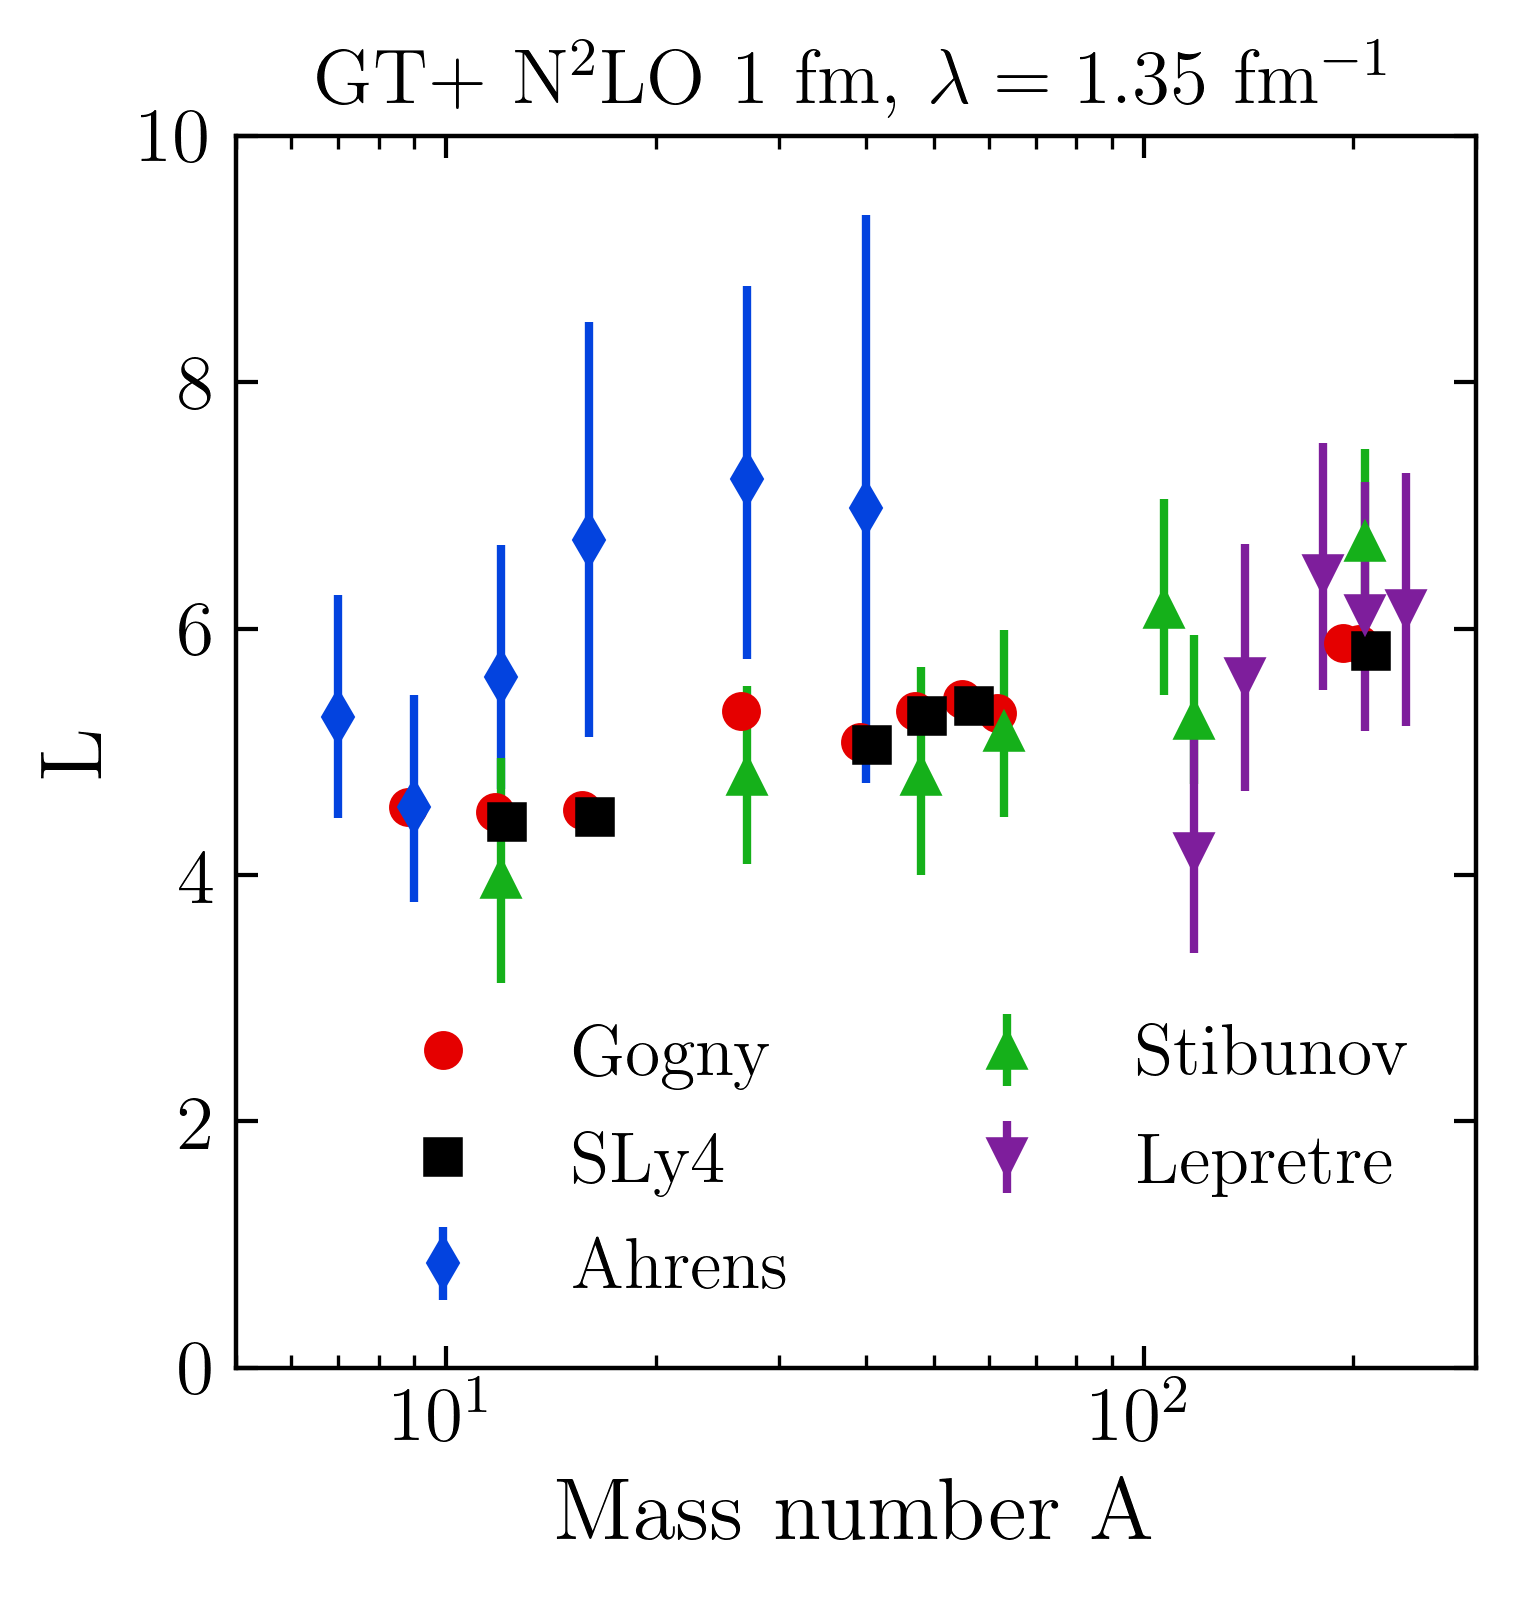 GT+ N²LO 1 fm, λ = 1.35 fm⁻¹
10
8
6
4
2
0
L
Gogny
SLy4
Ahrens
Stibunov
Lepretre
10¹
10²
Mass number A